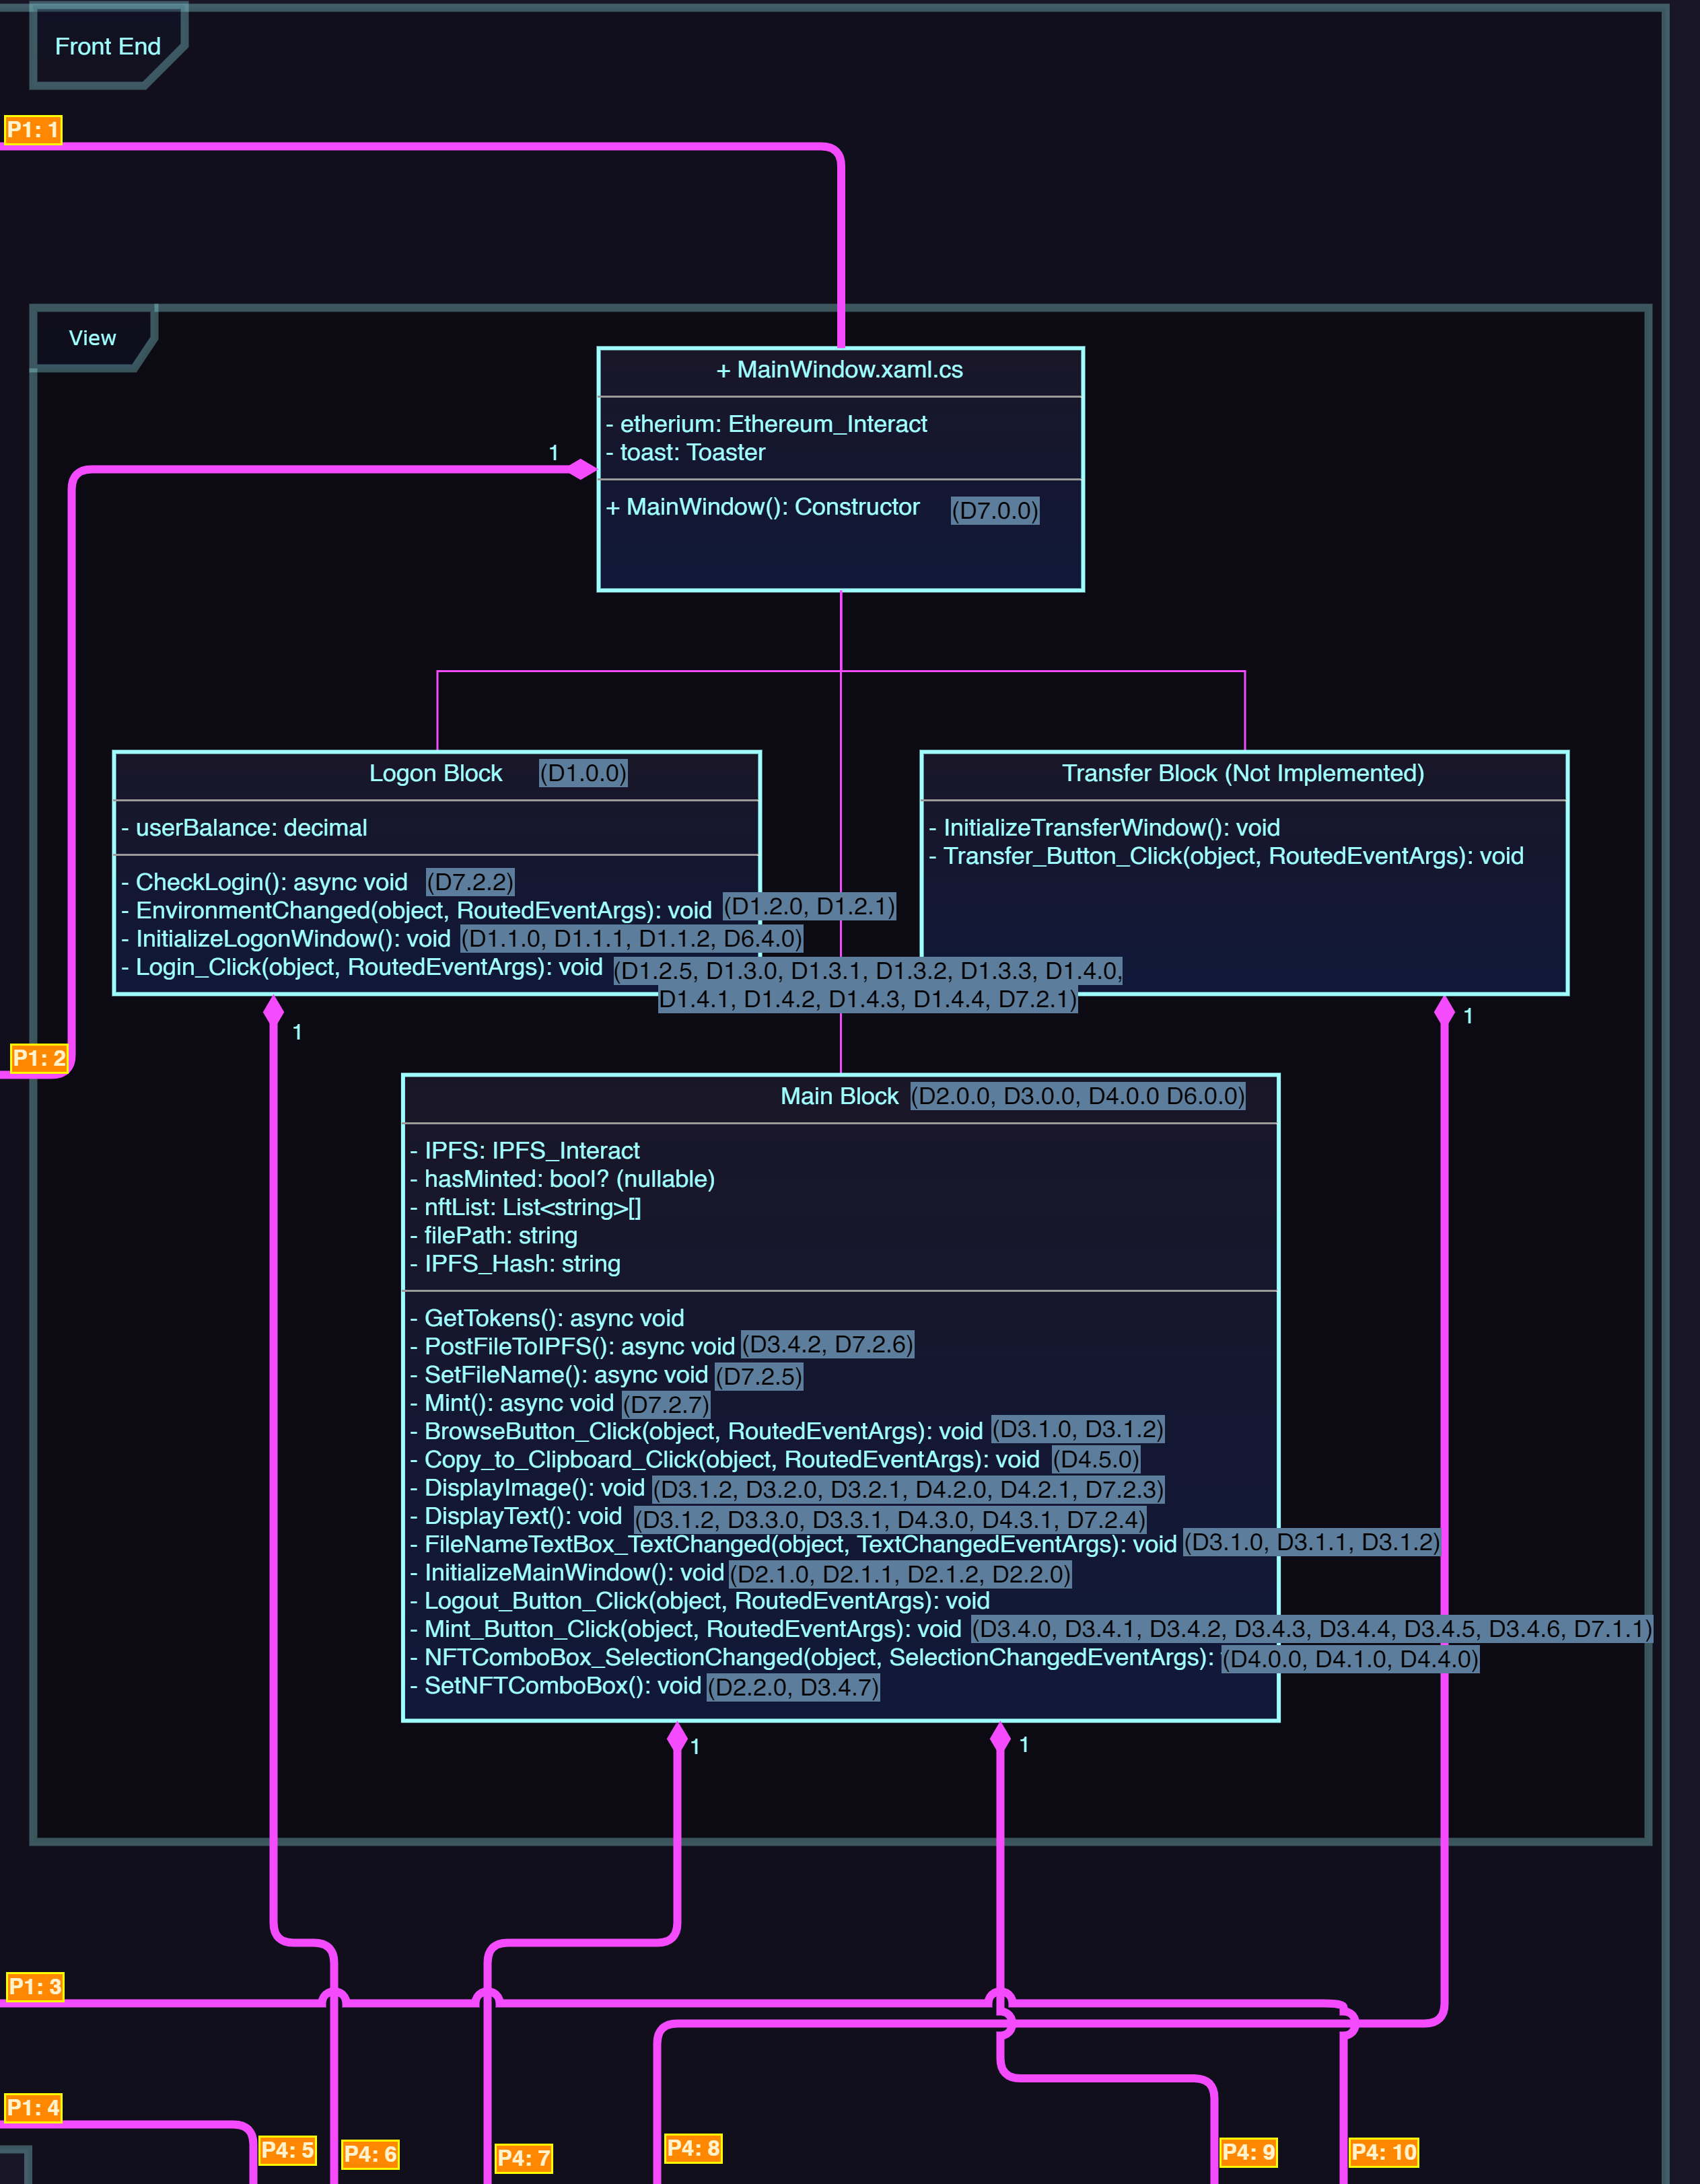 Front End
P1: 1
View
+ MainWindow.xaml.cs
- etherium: Ethereum_Interact
- toast: Toaster
1
+ MainWindow(): Constructor (D7.0.0)
Logon Block (D1.0.0)
- userBalance: decimal
- CheckLogin(): async void (D7.2.2)
- EnvironmentChanged(object, RoutedEventArgs): void (D1.2.0, D1.2.1)
- InitializeLogonWindow(): void (D1.1.0, D1.1.1, D1.1.2, D6.4.0)
- Login_Click(object, RoutedEventArgs): void (D1.2.5, D1.3.0, D1.3.1, D1.3.2, D1.3.3, D1.4.0,
D1.4.1, D1.4.2, D1.4.3, D1.4.4, D7.2.1)
1
Transfer Block (Not Implemented)
- InitializeTransferWindow(): void
- Transfer_Button_Click(object, RoutedEventArgs): void
1
P1: 2
Main Block (D2.0.0, D3.0.0, D4.0.0 D6.0.0)
- IPFS: IPFS_Interact
- hasMinted: bool? (nullable)
- nftList: List<string>[]
- filePath: string
- IPFS_Hash: string
- GetTokens(): async void
- PostFileToIPFS(): async void (D3.4.2, D7.2.6)
- SetFileName(): async void (D7.2.5)
- Mint(): async void (D7.2.7)
- BrowseButton_Click(object, RoutedEventArgs): void (D3.1.0, D3.1.2)
- Copy_to_Clipboard_Click(object, RoutedEventArgs): void (D4.5.0)
- DisplayImage(): void (D3.1.2, D3.2.0, D3.2.1, D4.2.0, D4.2.1, D7.2.3)
- DisplayText(): void (D3.1.2, D3.3.0, D3.3.1, D4.3.0, D4.3.1, D7.2.4)
- FileNameTextBox_TextChanged(object, TextChangedEventArgs): void (D3.1.0, D3.1.1, D3.1.2)
- InitializeMainWindow(): void (D2.1.0, D2.1.1, D2.1.2, D2.2.0)
- Logout_Button_Click(object, RoutedEventArgs): void
- Mint_Button_Click(object, RoutedEventArgs): void (D3.4.0, D3.4.1, D3.4.2, D3.4.3, D3.4.4, D3.4.5, D3.4.6, D7.1.1)
- NFTComboBox_SelectionChanged(object, SelectionChangedEventArgs): (D4.0.0, D4.1.0, D4.4.0)
- SetNFTComboBox(): void (D2.2.0, D3.4.7)
1
1
P1: 3
P1: 4
P4: 5
P4: 6
P4: 7
P4: 8
P4: 9
P4: 10